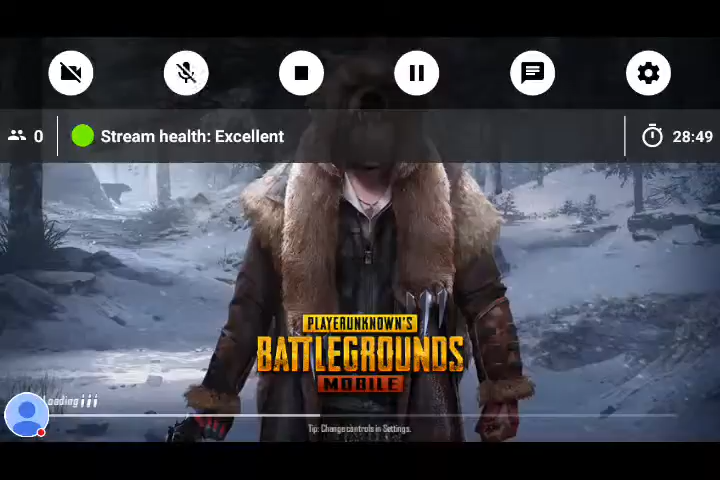 0
Stream health: Excellent
28:49
PLAYERUNKNOWN'S
BATTLEGROUNDS
MOBILE
Loading
Tip: Change controls in Settings.